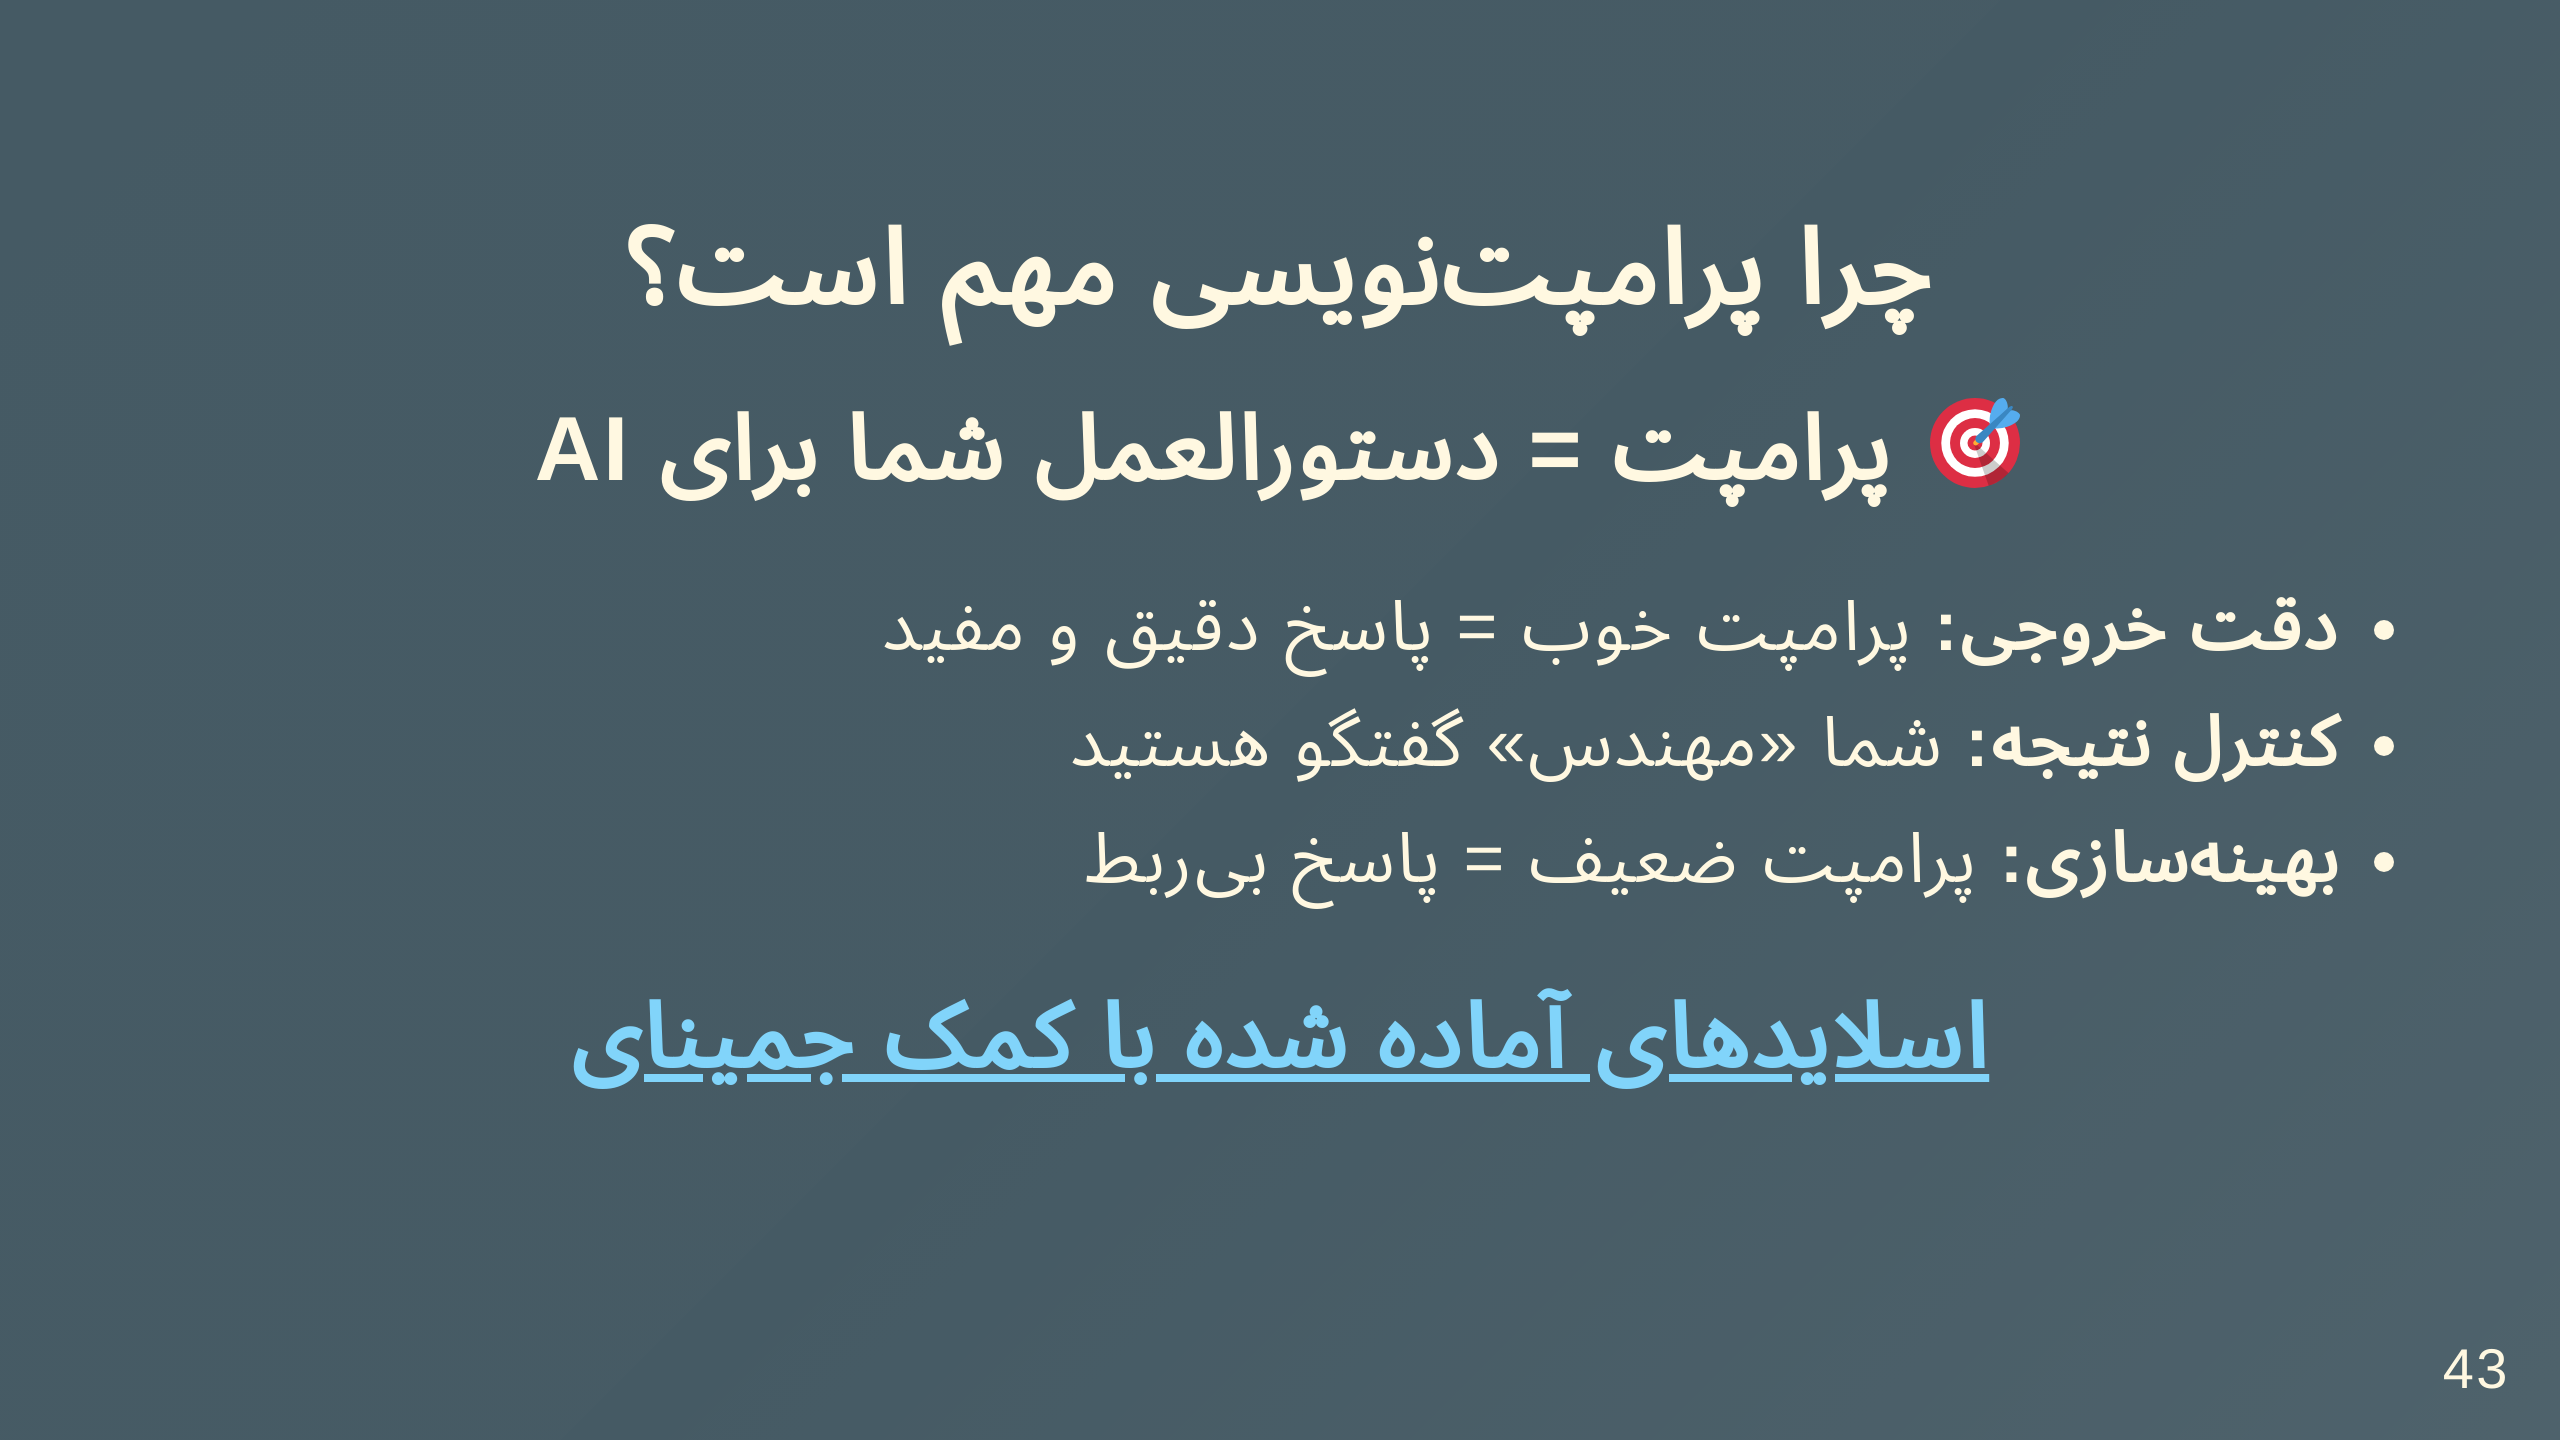 چرا پرامپت‌نویسی مهم است؟
🎯 پرامپت = دستورالعمل شما برای AI
• دقت خروجی: پرامپت خوب = پاسخ دقیق و مفید
• کنترل نتیجه: شما «مهندس» گفتگو هستید
• بهینه‌سازی: پرامپت ضعیف = پاسخ بی‌ربط
اسلایدهای آماده شده با کمک جمینای
43